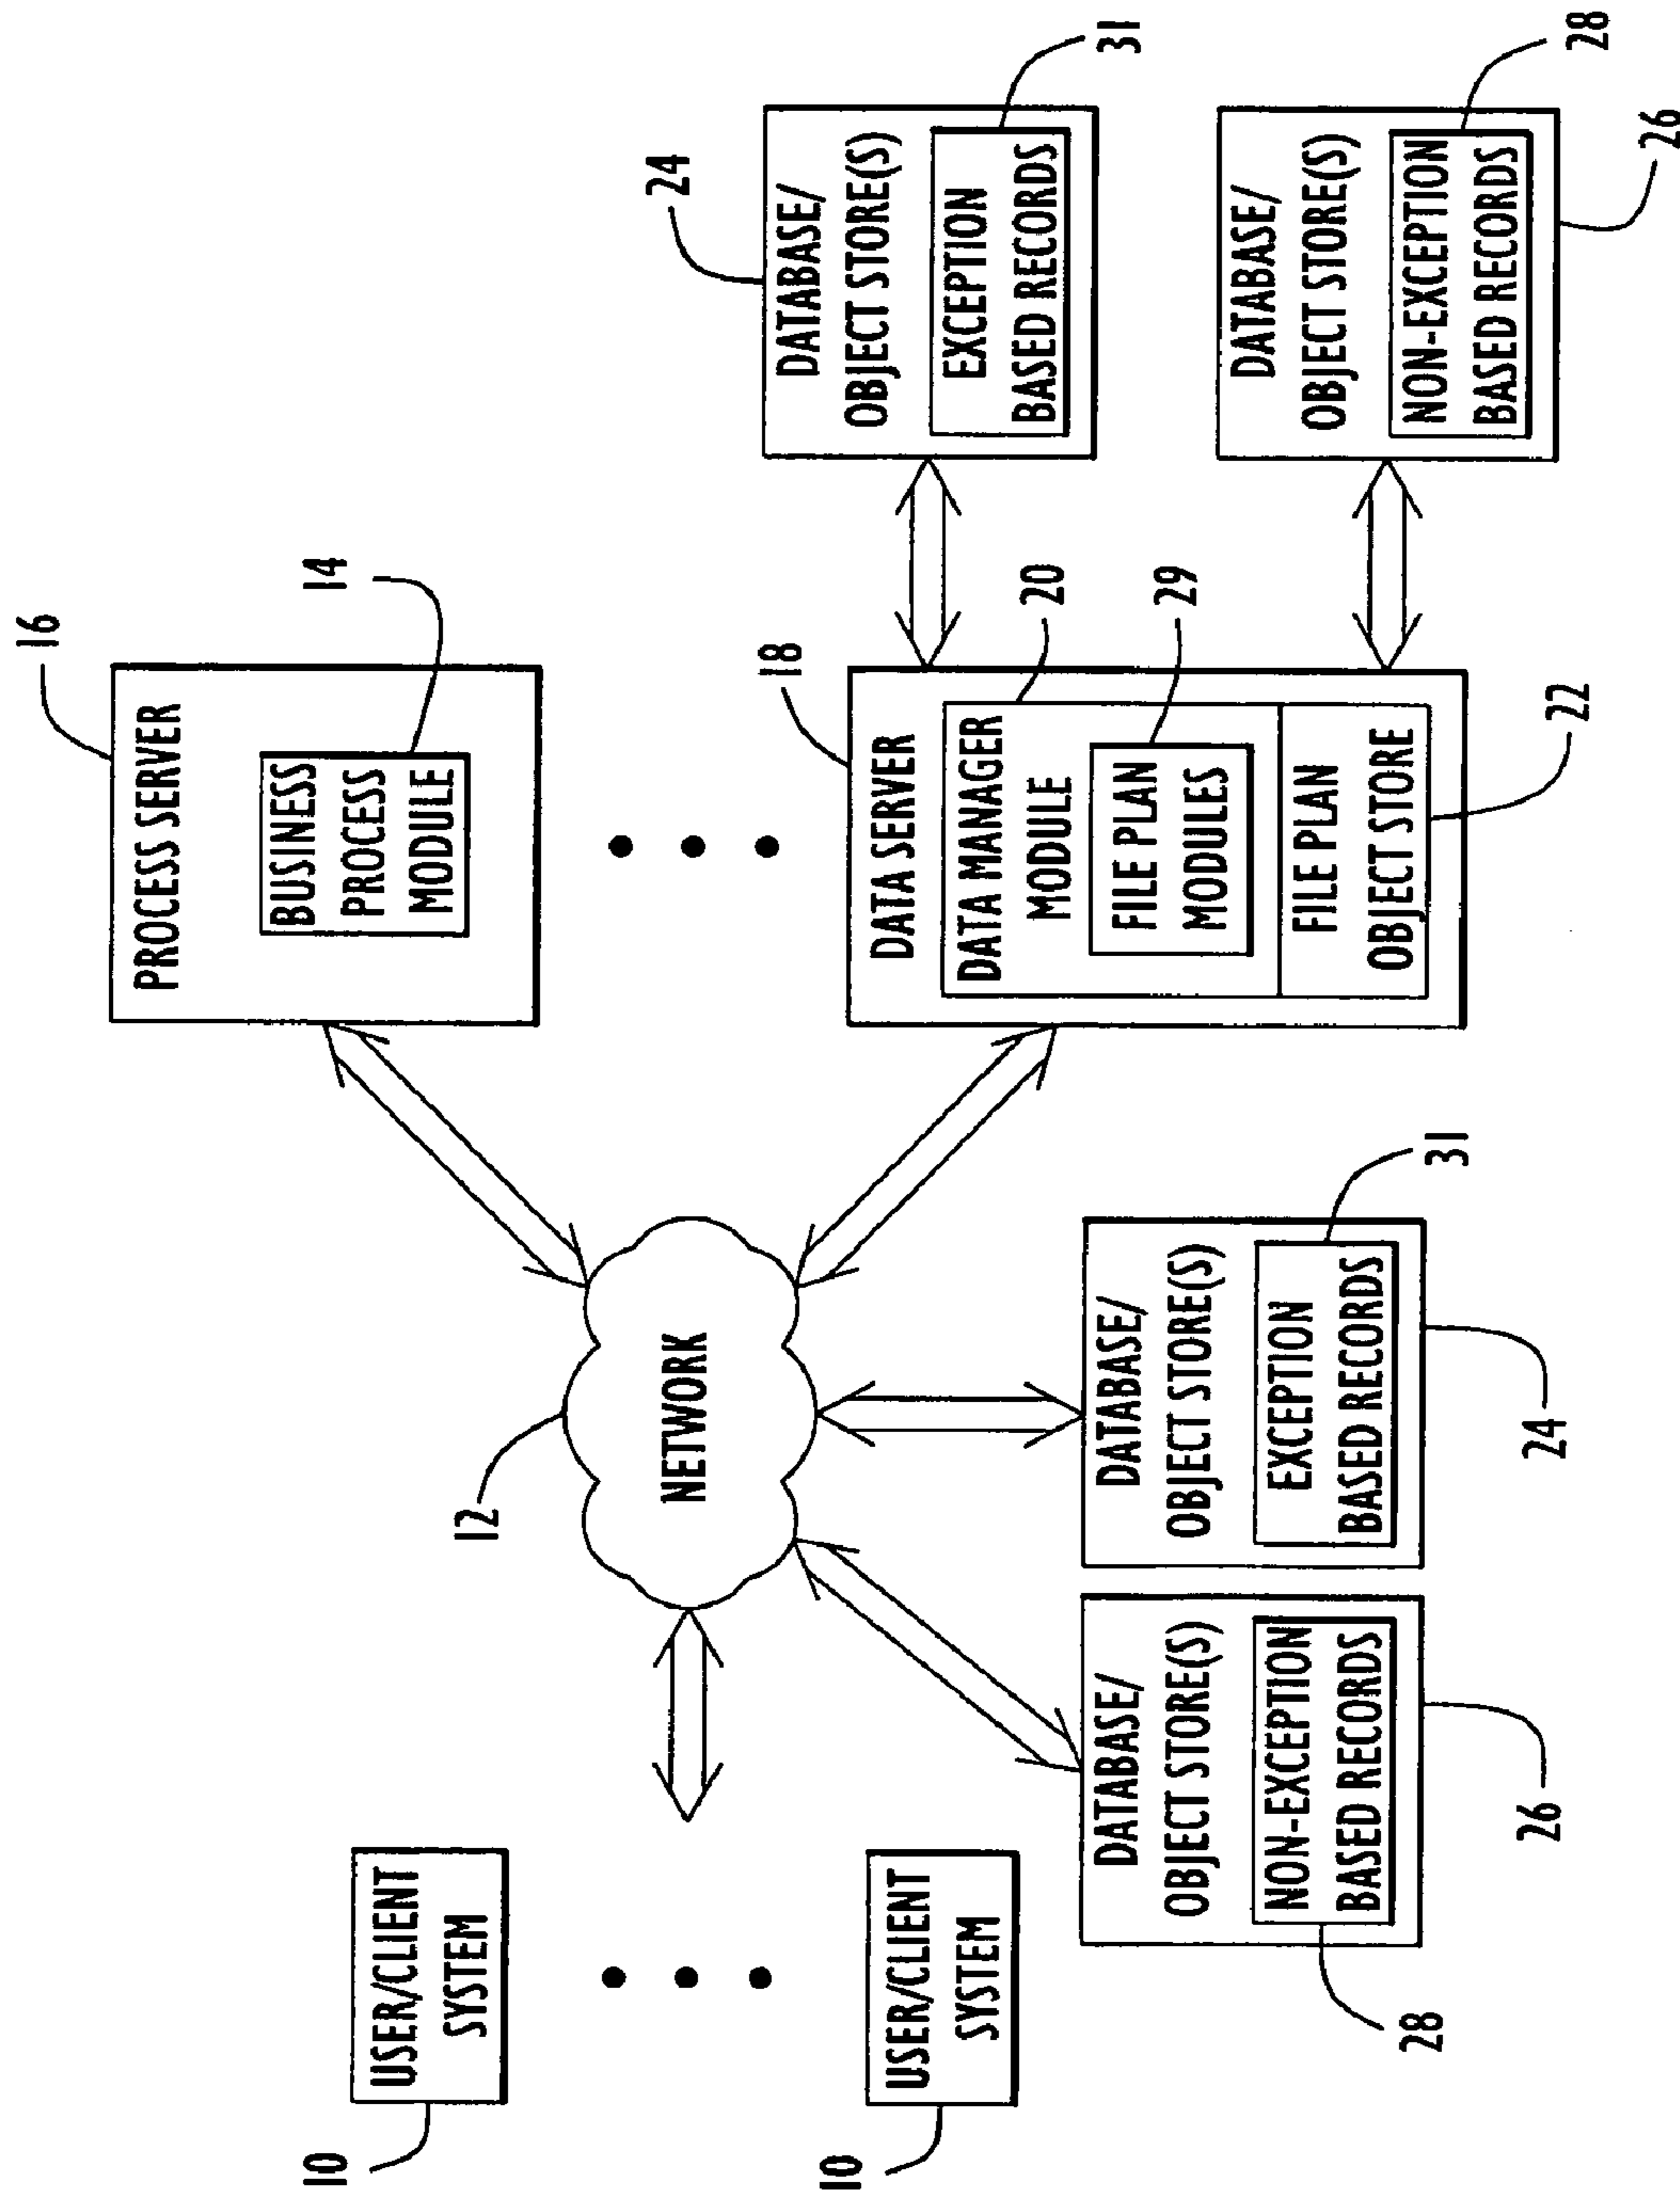 16
PROCESS SERVER
BUSINESS
PROCESS
MODULE
14
10
USER/CLIENT
SYSTEM
10
USER/CLIENT
SYSTEM
12
NETWORK
18
DATA SERVER
DATA MANAGER
MODULE
20
FILE PLAN
MODULES
29
FILE PLAN
OBJECT STORE
22
24
DATABASE/
OBJECT STORE(S)
EXCEPTION
BASED RECORDS
31
DATABASE/
OBJECT STORE(S)
NON-EXCEPTION
BASED RECORDS
28
26
DATABASE/
OBJECT STORE(S)
NON-EXCEPTION
BASED RECORDS
28
26
DATABASE/
OBJECT STORE(S)
EXCEPTION
BASED RECORDS
31
24